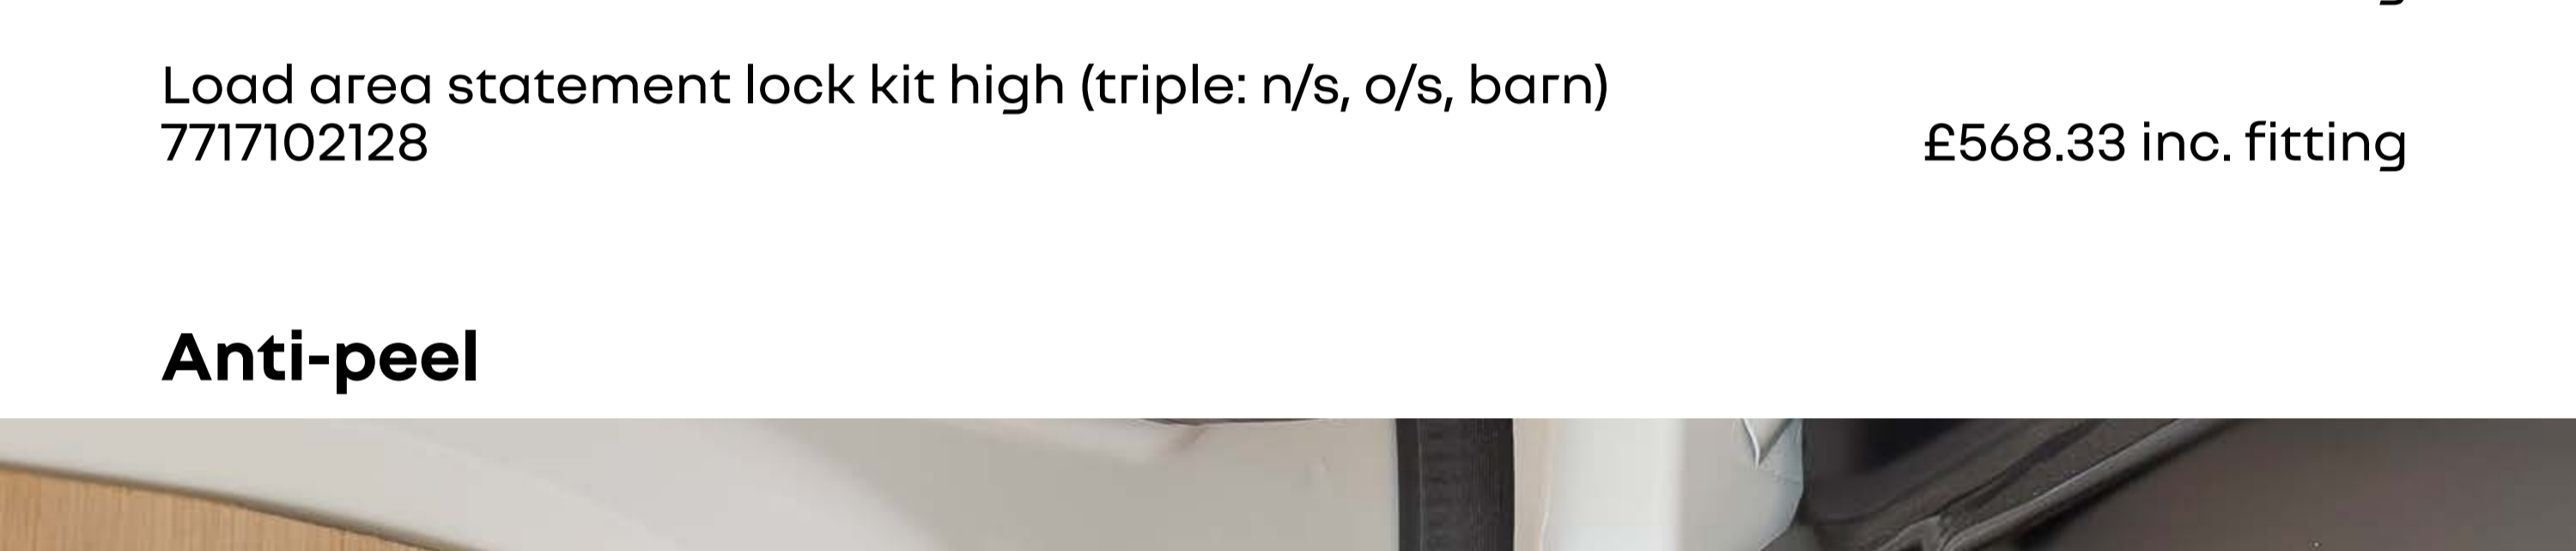 Load area statement lock kit high (triple: n/s, o/s, barn)
7717102128 £568.33 inc. fitting
Anti-peel